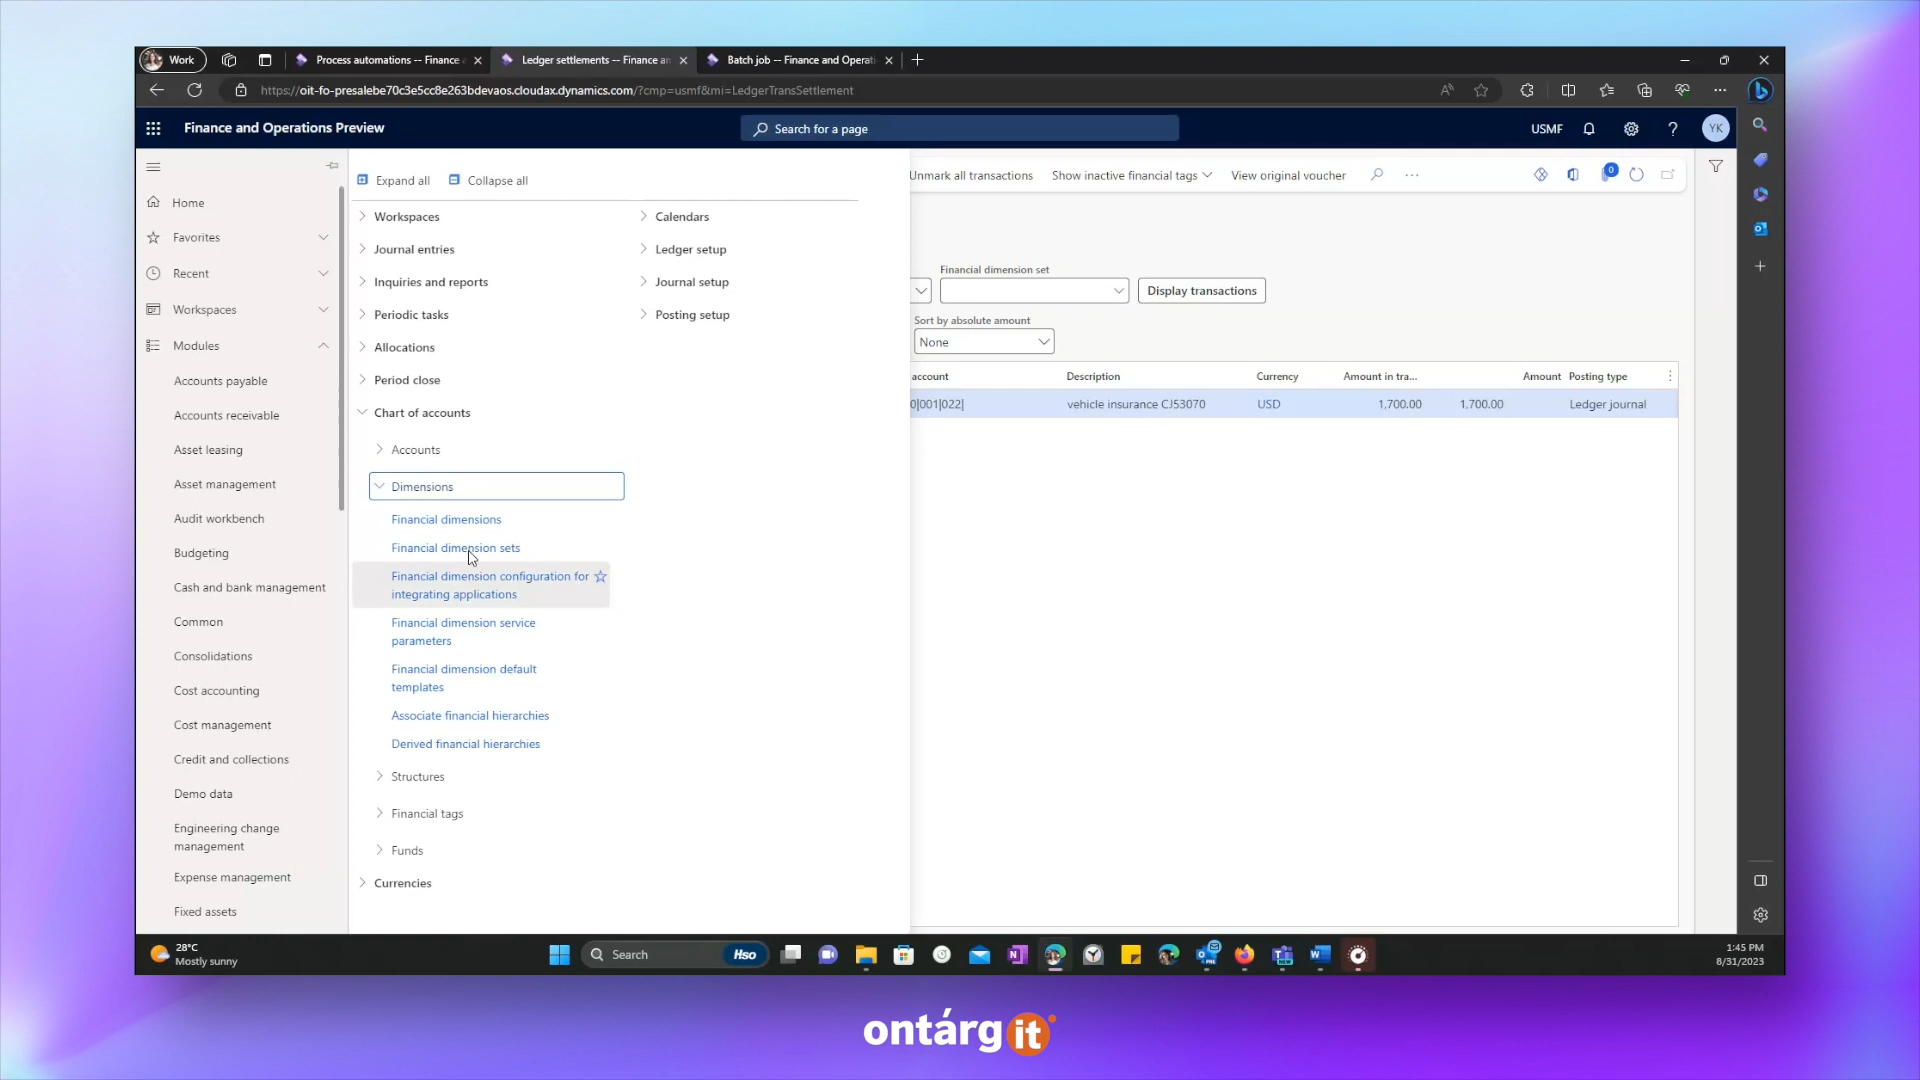 Work
Process automations -- Finance a
Ledger settlements -- Finance an
Batch job -- Finance and Operati
https://oit-fo-presalebe70c3e5cc8e263bdevaos.cloudax.dynamics.com/?cmp=usmf&mi=LedgerTransSettlement
Finance and Operations Preview
Search for a page
USMF
YK
Expand all
Collapse all
Unmark all transactions
Show inactive financial tags
View original voucher
0
Home
Favorites
Recent
Workspaces
Modules
Accounts payable
Accounts receivable
Asset leasing
Asset management
Audit workbench
Budgeting
Cash and bank management
Common
Consolidations
Cost accounting
Cost management
Credit and collections
Demo data
Engineering change
management
Expense management
Fixed assets
Workspaces
Journal entries
Inquiries and reports
Periodic tasks
Allocations
Period close
Chart of accounts
Accounts
Dimensions
Financial dimensions
Financial dimension sets
Financial dimension configuration for
integrating applications
Financial dimension service
parameters
Financial dimension default
templates
Associate financial hierarchies
Derived financial hierarchies
Structures
Financial tags
Funds
Currencies
Calendars
Ledger setup
Journal setup
Posting setup
Financial dimension set
Display transactions
Sort by absolute amount
None
account
Description
Currency
Amount in tra...
Amount
Posting type
0|001|022|
vehicle insurance CJ53070
USD
1,700.00
1,700.00
Ledger journal
28°C
Mostly sunny
Search
Hso
1:45 PM
8/31/2023
ontárg it